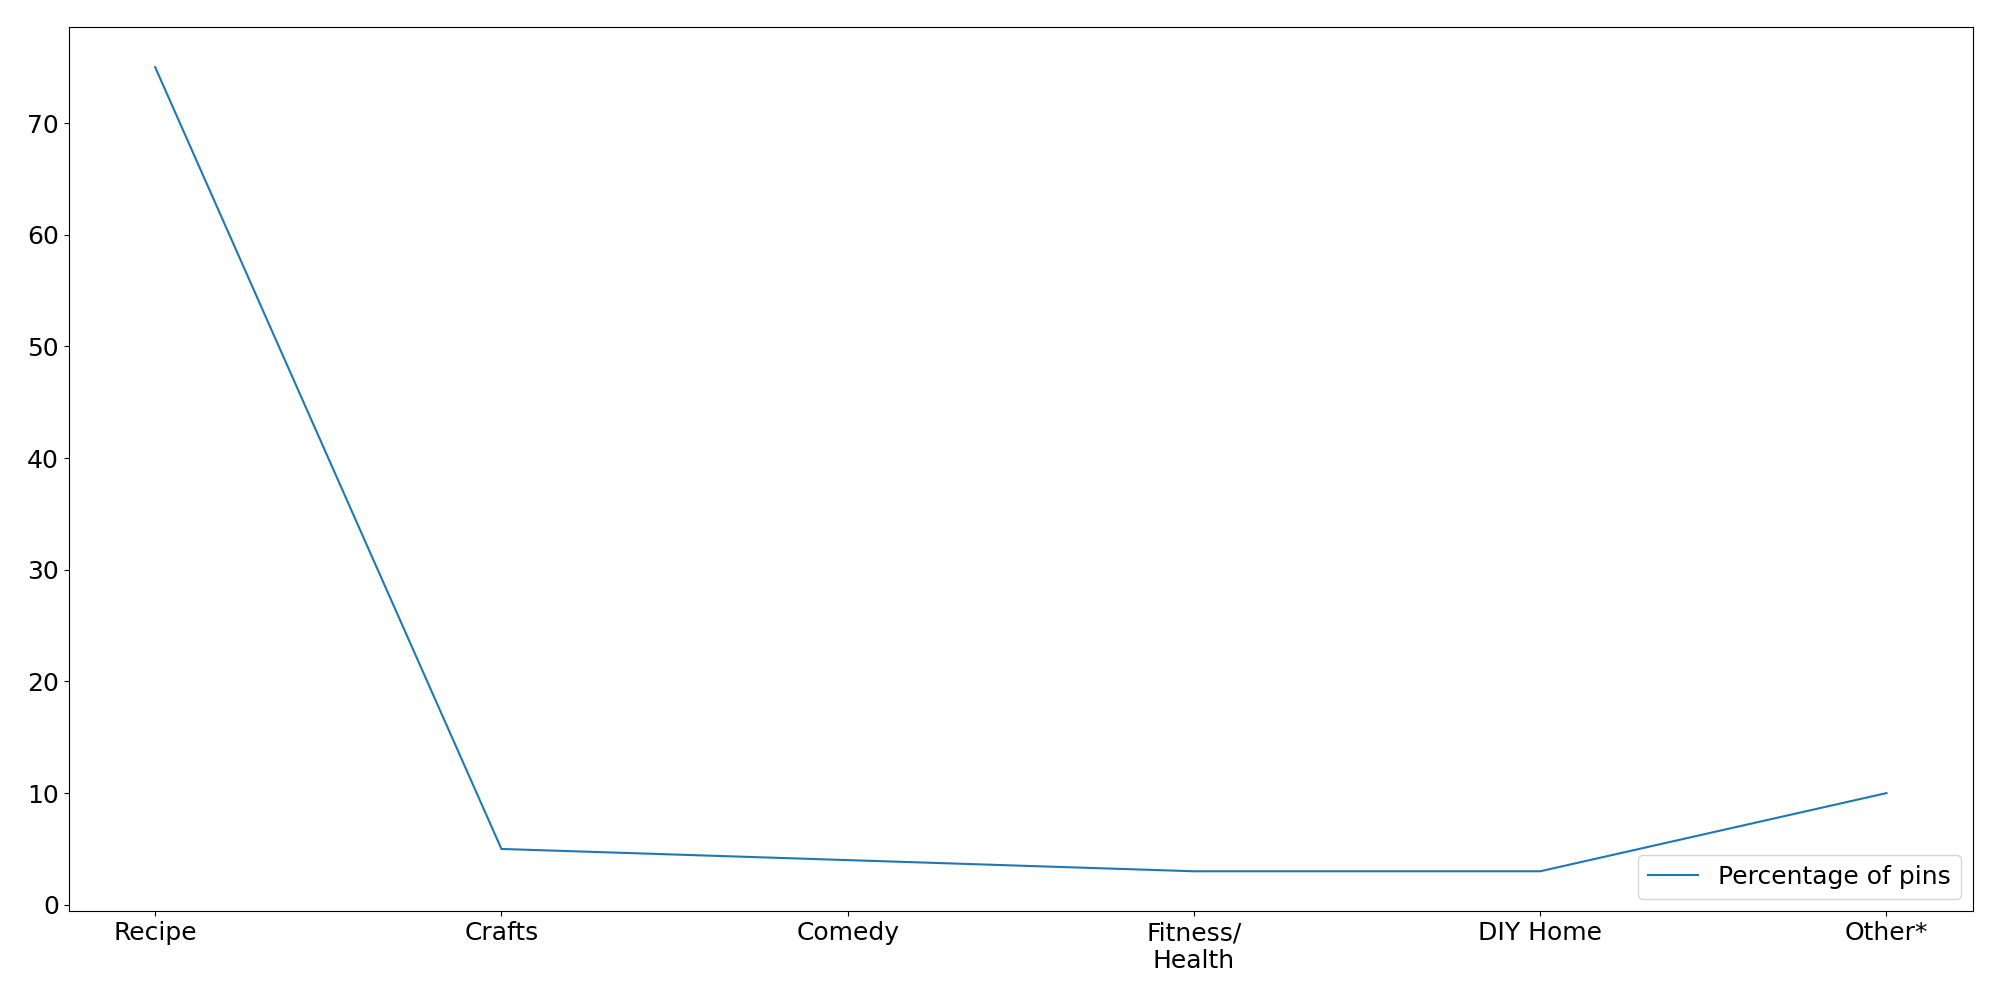 70
60
50
40
30
20
10
0
Recipe
Crafts
Comedy
Fitness/
Health
DIY Home
Other*
Percentage of pins